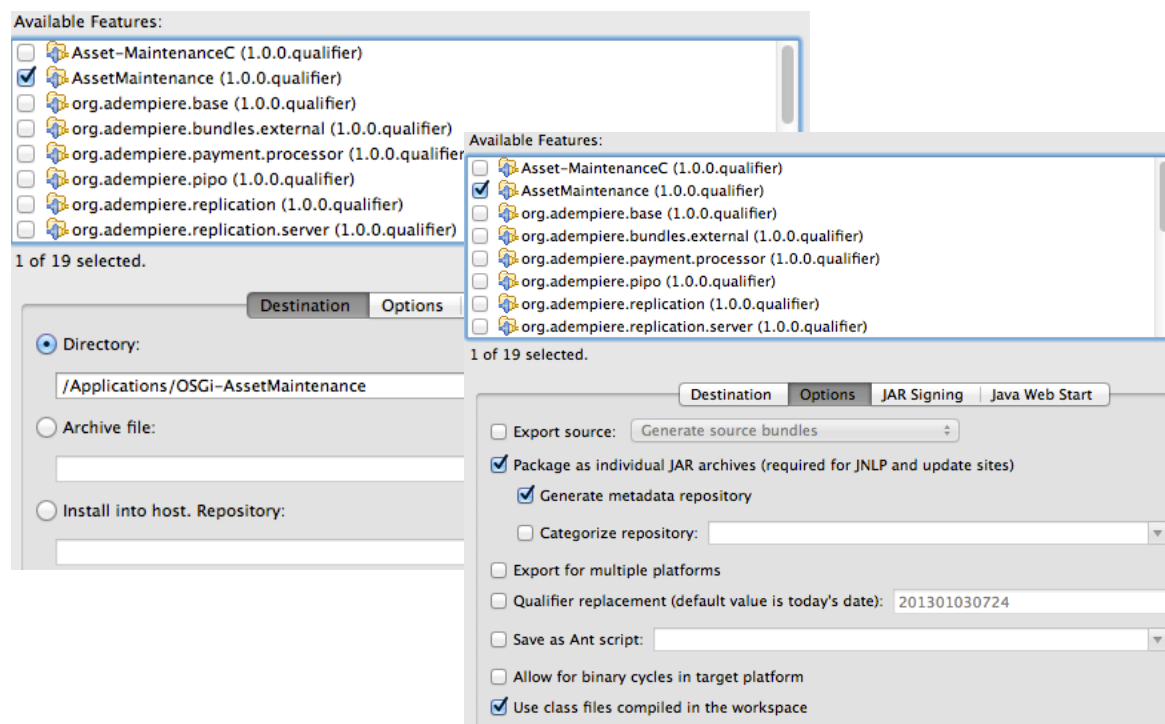 Available Features:
Asset-MaintenanceC (1.0.0.qualifier)
AssetMaintenance (1.0.0.qualifier)
org.adempiere.base (1.0.0.qualifier)
org.adempiere.bundles.external (1.0.0.qualifier)
org.adempiere.payment.processor (1.0.0.qualifier
org.adempiere.pipo (1.0.0.qualifier)
org.adempiere.replication (1.0.0.qualifier)
org.adempiere.replication.server (1.0.0.qualifier)
1 of 19 selected.
Destination Options
Directory:
/Applications/OSGi-AssetMaintenance
Archive file:
Install into host. Repository:
Available Features:
Asset-MaintenanceC (1.0.0.qualifier)
AssetMaintenance (1.0.0.qualifier)
org.adempiere.base (1.0.0.qualifier)
org.adempiere.bundles.external (1.0.0.qualifier)
org.adempiere.payment.processor (1.0.0.qualifier)
org.adempiere.pipo (1.0.0.qualifier)
org.adempiere.replication (1.0.0.qualifier)
org.adempiere.replication.server (1.0.0.qualifier)
1 of 19 selected.
Destination Options JAR Signing Java Web Start
Export source: Generate source bundles
Package as individual JAR archives (required for JNLP and update sites)
Generate metadata repository
Categorize repository:
Export for multiple platforms
Qualifier replacement (default value is today's date): 201301030724
Save as Ant script:
Allow for binary cycles in target platform
Use class files compiled in the workspace